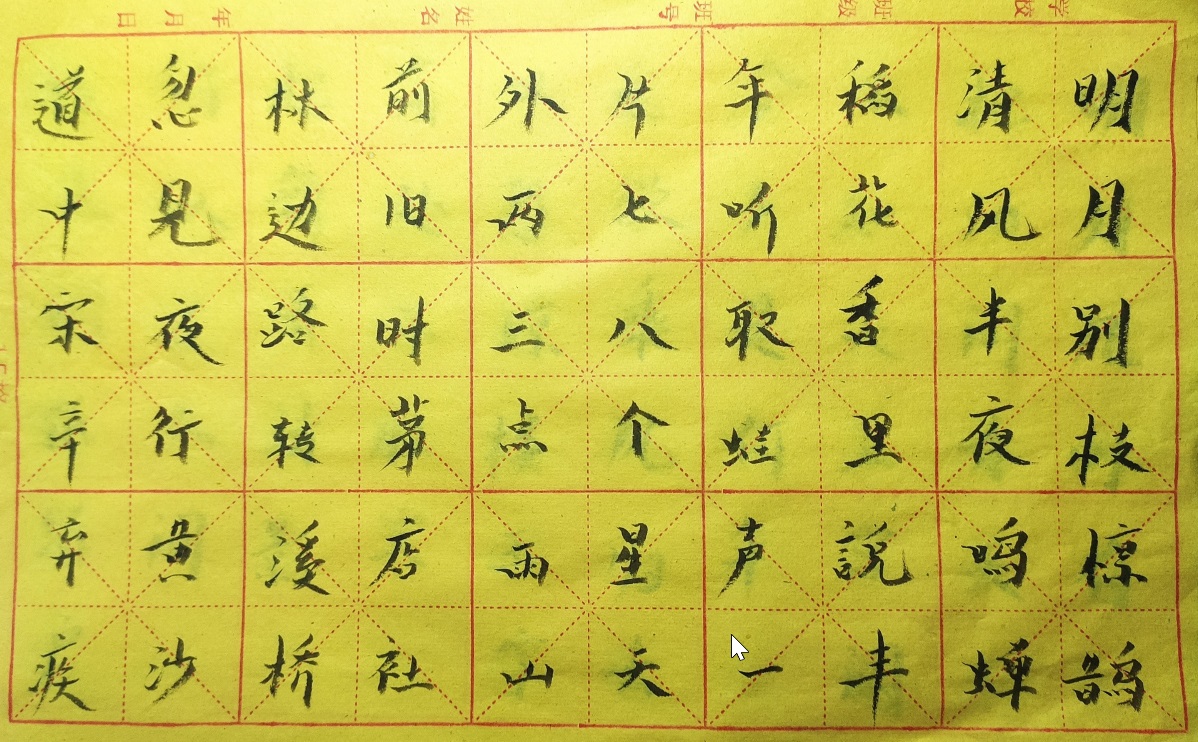 学校
班级
号
姓名
年月日
明月别枝惊鹊
清风半夜鸣蝉
稻花香里説丰
年听取蛙声一
片七八个星天
外两三点雨山
前旧时茅店社
林边路转溪桥
忽见夜行黄沙
道中宋辛弃疾